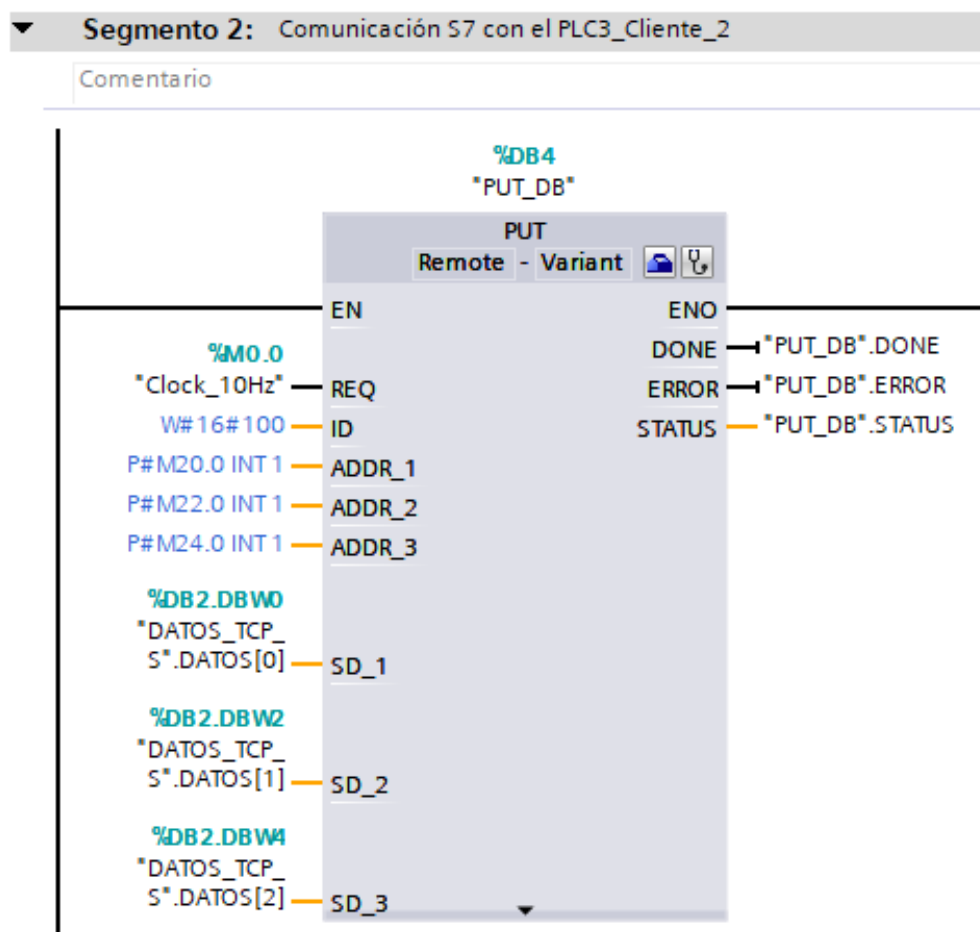 Segmento 2: Comunicación S7 con el PLC3_Cliente_2
Comentario
%DB4
"PUT_DB"
PUT
Remote - Variant
EN ENO
%M0.0
"Clock_10Hz" REQ
DONE "PUT_DB".DONE
ERROR "PUT_DB".ERROR
W#16#100 ID
STATUS "PUT_DB".STATUS
P#M20.0 INT 1 ADDR_1
P#M22.0 INT 1 ADDR_2
P#M24.0 INT 1 ADDR_3
%DB2.DBW0
"DATOS_TCP_
S".DATOS[0] SD_1
%DB2.DBW2
"DATOS_TCP_
S".DATOS[1] SD_2
%DB2.DBW4
"DATOS_TCP_
S".DATOS[2] SD_3